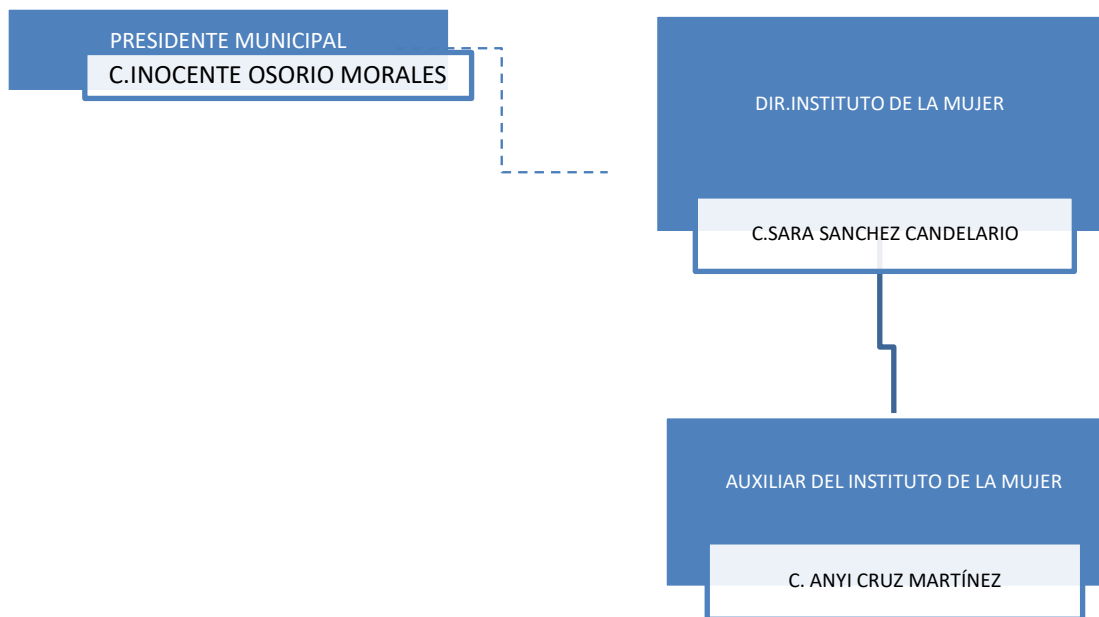 PRESIDENTE MUNICIPAL
C.INOCENTE OSORIO MORALES
DIR.INSTITUTO DE LA MUJER
C.SARA SANCHEZ CANDELARIO
AUXILIAR DEL INSTITUTO DE LA MUJER
C. ANYI CRUZ MARTÍNEZ